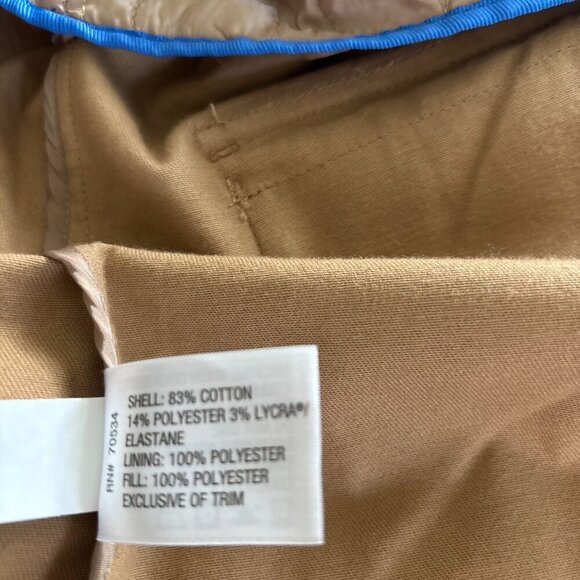 SHELL: 83% COTTON
14% POLYESTER 3% LYCRA®/
ELASTANE
LINING: 100% POLYESTER
FILL: 100% POLYESTER
EXCLUSIVE OF TRIM
RN# 70534